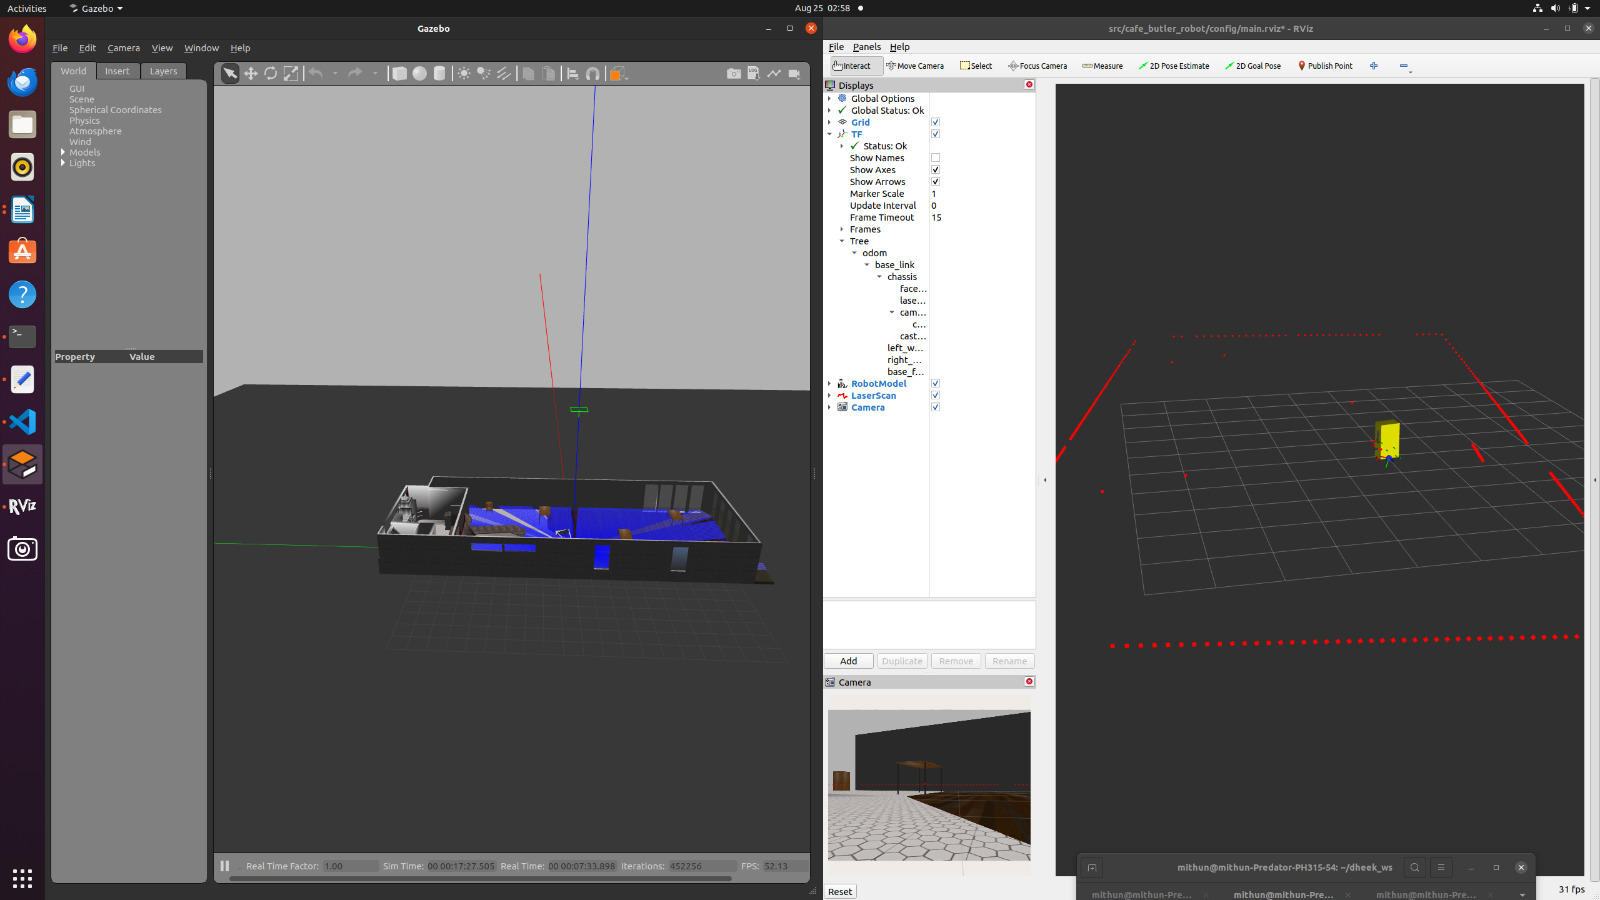 Activities
Gazebo
Aug 25 02:58
Gazebo
src/cafe_butler_robot/config/main.rviz* - RViz
File Edit Camera View Window Help
World Insert Layers
GUI
Scene
Spherical Coordinates
Physics
Atmosphere
Wind
Models
Lights
Property Value
Real Time Factor: 1.00 Sim Time: 00 00:17:27.505 Real Time: 00 00:07:33.898 Iterations: 452256 FPS: 52.13
File Panels Help
Interact Move Camera Select Focus Camera Measure 2D Pose Estimate 2D Goal Pose Publish Point
Displays
Global Options
Global Status: Ok
Grid
TF
Status: Ok
Show Names
Show Axes
Show Arrows
Marker Scale 1
Update Interval 0
Frame Timeout 15
Frames
Tree
odom
base_link
chassis
face...
lase...
cam...
c...
cast...
left_w...
right_...
base_f...
RobotModel
LaserScan
Camera
Add Duplicate Remove Rename
Camera
Reset
mithun@mithun-Predator-PH315-54: ~/dheek_ws
mithun@mithun-Pre... mithun@mithun-Pre... mithun@mithun-Pre...
31 fps
RViz